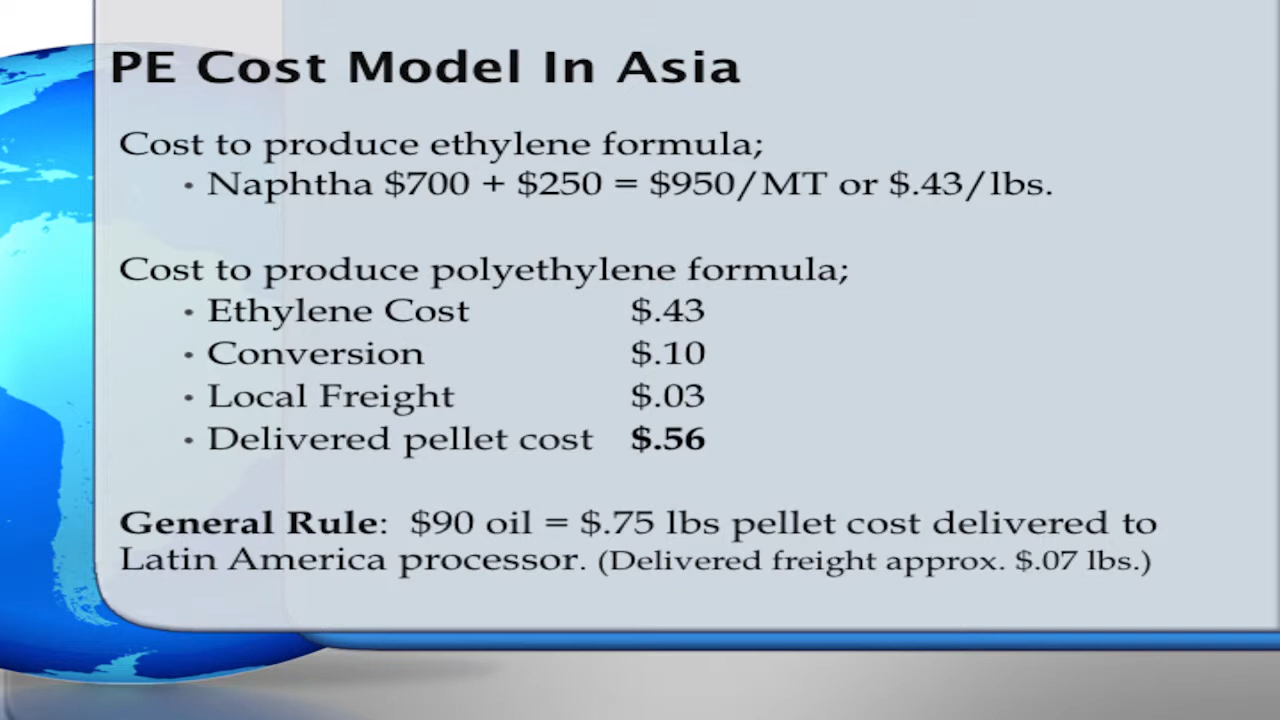 PE Cost Model In Asia
Cost to produce ethylene formula;
• Naphtha $700 + $250 = $950/MT or $.43/lbs.
Cost to produce polyethylene formula;
• Ethylene Cost $.43
• Conversion $.10
• Local Freight $.03
• Delivered pellet cost $.56
General Rule: $90 oil = $.75 lbs pellet cost delivered to
Latin America processor. (Delivered freight approx. $.07 lbs.)